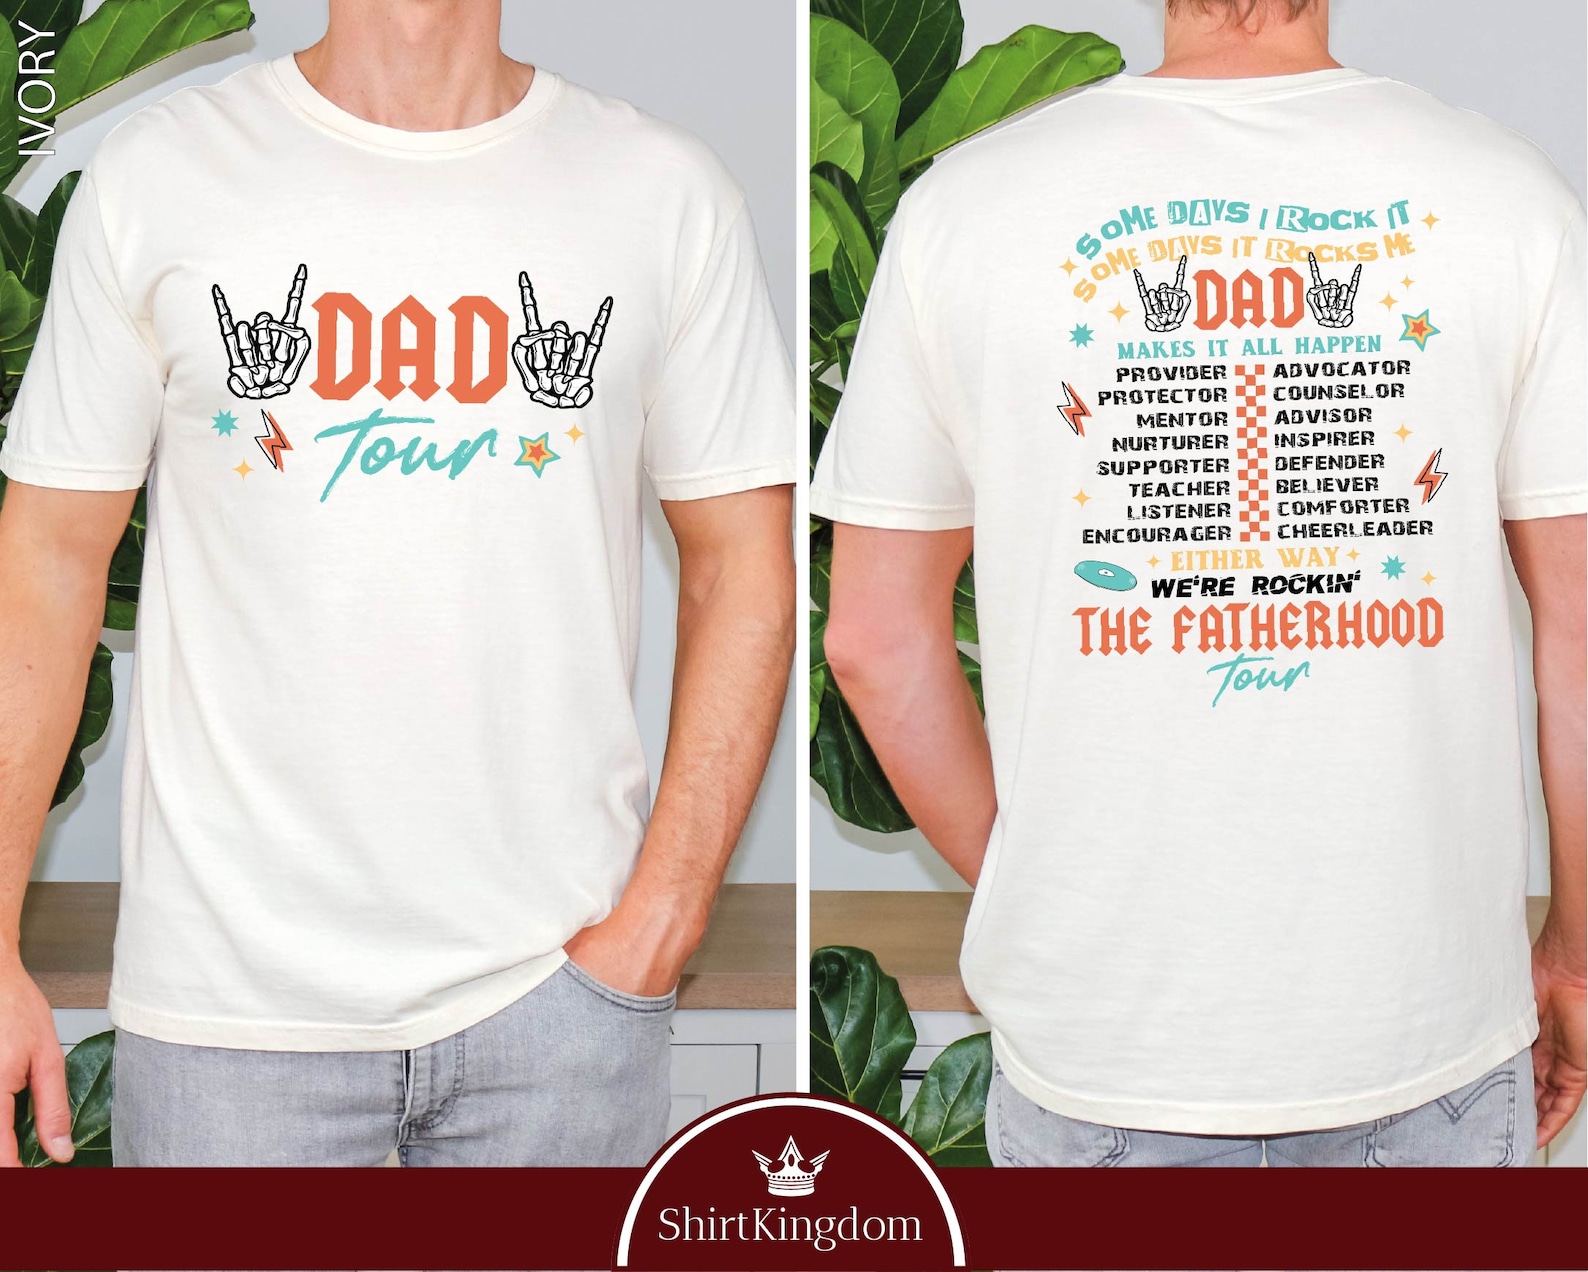 IVORY
DAD
Tour
SOME DAYS I ROCK IT
SOME DAYS IT ROCKS ME
DAD
MAKES IT ALL HAPPEN
PROVIDER ADVOCATOR
PROTECTOR COUNSELOR
MENTOR ADVISOR
NURTURER INSPIRER
SUPPORTER DEFENDER
TEACHER BELIEVER
LISTENER COMFORTER
ENCOURAGER CHEERLEADER
EITHER WAY
WE'RE ROCKIN'
THE FATHERHOOD
Tour
ShirtKingdom